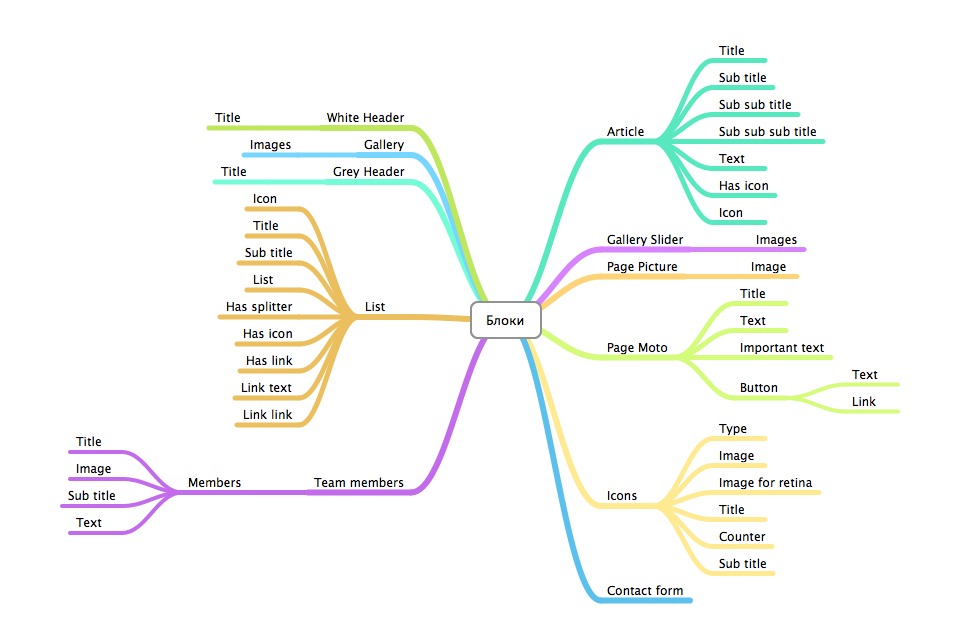 Блоки
Article
Title
Sub title
Sub sub title
Sub sub sub title
Text
Has icon
Icon
Gallery Slider
Images
Page Picture
Image
Page Moto
Title
Text
Important text
Button
Text
Link
Icons
Type
Image
Image for retina
Title
Counter
Sub title
Contact form
White Header
Title
Gallery
Images
Grey Header
Title
List
Icon
Title
Sub title
List
Has splitter
Has icon
Has link
Link text
Link link
Team members
Members
Title
Image
Sub title
Text